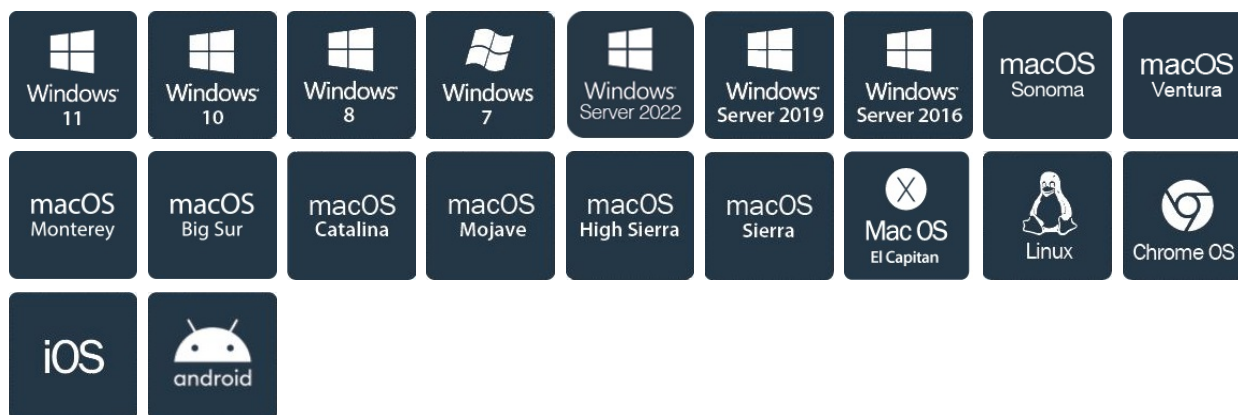 Windows
11
Windows
10
Windows
8
Windows
7
Windows
Server 2022
Windows
Server 2019
Windows
Server 2016
macOS
Sonoma
macOS
Ventura
macOS
Monterey
macOS
Big Sur
macOS
Catalina
macOS
Mojave
macOS
High Sierra
macOS
Sierra
X
Mac OS
El Capitan
Linux
Chrome OS
iOS
android